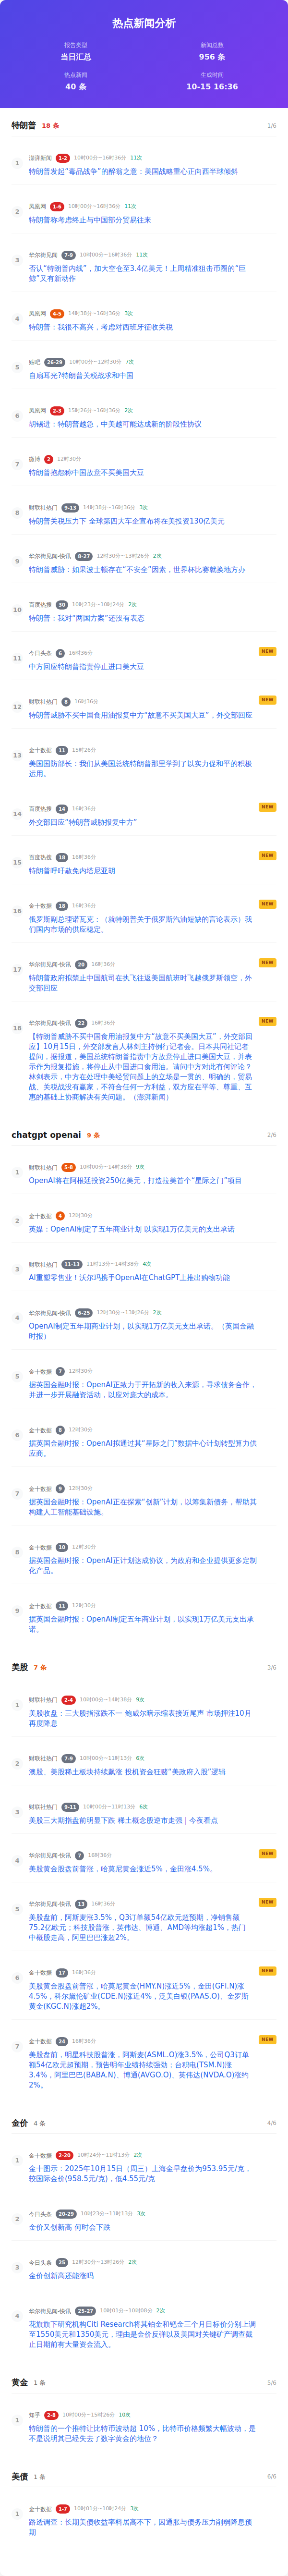 热点新闻分析
报告类型
当日汇总
新闻总数
956 条
热点新闻
40 条
生成时间
10-15 16:36
特朗普 18 条 1/6
1
澎湃新闻 1-2 10时00分~16时36分 11次
特朗普发起“毒品战争”的醉翁之意：美国战略重心正向西半球倾斜
2
凤凰网 1-6 10时00分~16时36分 11次
特朗普称考虑终止与中国部分贸易往来
3
华尔街见闻 7-9 10时00分~16时36分 11次
否认“特朗普内线”，加大空仓至3.4亿美元！上周精准狙击币圈的“巨
鲸”又有新动作
4
凤凰网 4-5 14时38分~16时36分 3次
特朗普：我很不高兴，考虑对西班牙征收关税
5
贴吧 26-29 10时00分~12时30分 7次
自扇耳光?特朗普关税战求和中国
6
凤凰网 2-3 15时26分~16时36分 2次
胡锡进：特朗普越急，中美越可能达成新的阶段性协议
7
微博 2 12时30分
特朗普抱怨称中国故意不买美国大豆
8
财联社热门 9-13 14时38分~16时36分 3次
特朗普关税压力下 全球第四大车企宣布将在美投资130亿美元
9
华尔街见闻-快讯 8-27 12时30分~13时26分 2次
特朗普威胁：如果波士顿存在“不安全”因素，世界杯比赛就换地方办
10
百度热搜 30 10时23分~10时24分 2次
特朗普：我对“两国方案”还没有表态
11
今日头条 6 16时36分
NEW
中方回应特朗普指责停止进口美大豆
12
财联社热门 8 16时36分
NEW
特朗普威胁不买中国食用油报复中方“故意不买美国大豆”，外交部回应
13
金十数据 11 15时26分
美国国防部长：我们从美国总统特朗普那里学到了以实力促和平的积极
运用。
14
百度热搜 14 16时36分
NEW
外交部回应“特朗普威胁报复中方”
15
百度热搜 18 16时36分
NEW
特朗普呼吁赦免内塔尼亚胡
16
金十数据 18 16时36分
NEW
俄罗斯副总理诺瓦克：（就特朗普关于俄罗斯汽油短缺的言论表示）我
们国内市场的供应稳定。
17
华尔街见闻-快讯 20 16时36分
NEW
特朗普政府拟禁止中国航司在执飞往返美国航班时飞越俄罗斯领空，外
交部回应
18
华尔街见闻-快讯 22 16时36分
NEW
【特朗普威胁不买中国食用油报复中方“故意不买美国大豆”，外交部回
应】10月15日，外交部发言人林剑主持例行记者会。日本共同社记者
提问，据报道，美国总统特朗普指责中方故意停止进口美国大豆，并表
示作为报复措施，将停止从中国进口食用油。请问中方对此有何评论？
林剑表示，中方在处理中美经贸问题上的立场是一贯的、明确的，贸易
战、关税战没有赢家，不符合任何一方利益，双方应在平等、尊重、互
惠的基础上协商解决有关问题。（澎湃新闻）
chatgpt openai 9 条 2/6
1
财联社热门 5-8 10时00分~14时38分 9次
OpenAI将在阿根廷投资250亿美元，打造拉美首个“星际之门”项目
2
金十数据 4 12时30分
英媒：OpenAI制定了五年商业计划 以实现1万亿美元的支出承诺
3
财联社热门 11-13 11时13分~14时38分 4次
AI重塑零售业！沃尔玛携手OpenAI在ChatGPT上推出购物功能
4
华尔街见闻-快讯 6-25 12时30分~13时26分 2次
OpenAI制定五年期商业计划，以实现1万亿美元支出承诺。（英国金融
时报）
5
金十数据 7 12时30分
据英国金融时报：OpenAI正致力于开拓新的收入来源，寻求债务合作，
并进一步开展融资活动，以应对庞大的成本。
6
金十数据 8 12时30分
据英国金融时报：OpenAI拟通过其“星际之门”数据中心计划转型算力供
应商。
7
金十数据 9 12时30分
据英国金融时报：OpenAI正在探索“创新”计划，以筹集新债务，帮助其
构建人工智能基础设施。
8
金十数据 10 12时30分
据英国金融时报：OpenAI正计划达成协议，为政府和企业提供更多定制
化产品。
9
金十数据 11 12时30分
据英国金融时报：OpenAI制定五年商业计划，以实现1万亿美元支出承
诺。
美股 7 条 3/6
1
财联社热门 2-4 10时00分~14时38分 9次
美股收盘：三大股指涨跌不一 鲍威尔暗示缩表接近尾声 市场押注10月
再度降息
2
财联社热门 7-9 10时00分~11时13分 6次
澳股、美股稀土板块持续飙涨 投机资金狂赌“美政府入股”逻辑
3
财联社热门 9-11 10时00分~11时13分 6次
美股三大期指盘前明显下跌 稀土概念股逆市走强 | 今夜看点
4
华尔街见闻-快讯 7 16时36分
NEW
美股黄金股盘前普涨，哈莫尼黄金涨近5%，金田涨4.5%。
5
华尔街见闻-快讯 13 16时36分
NEW
美股盘前，阿斯麦涨3.5%，Q3订单额54亿欧元超预期，净销售额
75.2亿欧元；科技股普涨，英伟达、博通、AMD等均涨超1%，热门
中概股走高，阿里巴巴涨超2%。
6
金十数据 17 16时36分
NEW
美股黄金股盘前普涨，哈莫尼黄金(HMY.N)涨近5%，金田(GFI.N)涨
4.5%，科尔黛伦矿业(CDE.N)涨近4%，泛美白银(PAAS.O)、金罗斯
黄金(KGC.N)涨超2%。
7
金十数据 24 16时36分
NEW
美股盘前，明星科技股普涨，阿斯麦(ASML.O)涨3.5%，公司Q3订单
额54亿欧元超预期，预告明年业绩持续强劲；台积电(TSM.N)涨
3.4%，阿里巴巴(BABA.N)、博通(AVGO.O)、英伟达(NVDA.O)涨约
2%。
金价 4 条 4/6
1
金十数据 2-20 10时24分~11时13分 2次
金十图示：2025年10月15日（周三）上海金早盘价为953.95元/克，
较国际金价(958.5元/克)，低4.55元/克
2
今日头条 20-29 10时23分~11时13分 3次
金价又创新高 何时会下跌
3
今日头条 25 12时30分~13时26分 2次
金价创新高还能涨吗
4
华尔街见闻-快讯 25-27 10时01分~10时08分 2次
花旗旗下研究机构Citi Research将其铂金和钯金三个月目标价分别上调
至1550美元和1350美元，理由是金价反弹以及美国对关键矿产调查截
止日期前有大量资金流入。
黄金 1 条 5/6
1
知乎 2-8 10时00分~15时26分 10次
特朗普的一个推特让比特币波动超 10%，比特币价格频繁大幅波动，是
不是说明其已经失去了数字黄金的地位？
美债 1 条 6/6
1
金十数据 1-7 10时01分~10时24分 3次
路透调查：长期美债收益率料居高不下，因通胀与债务压力削弱降息预
期